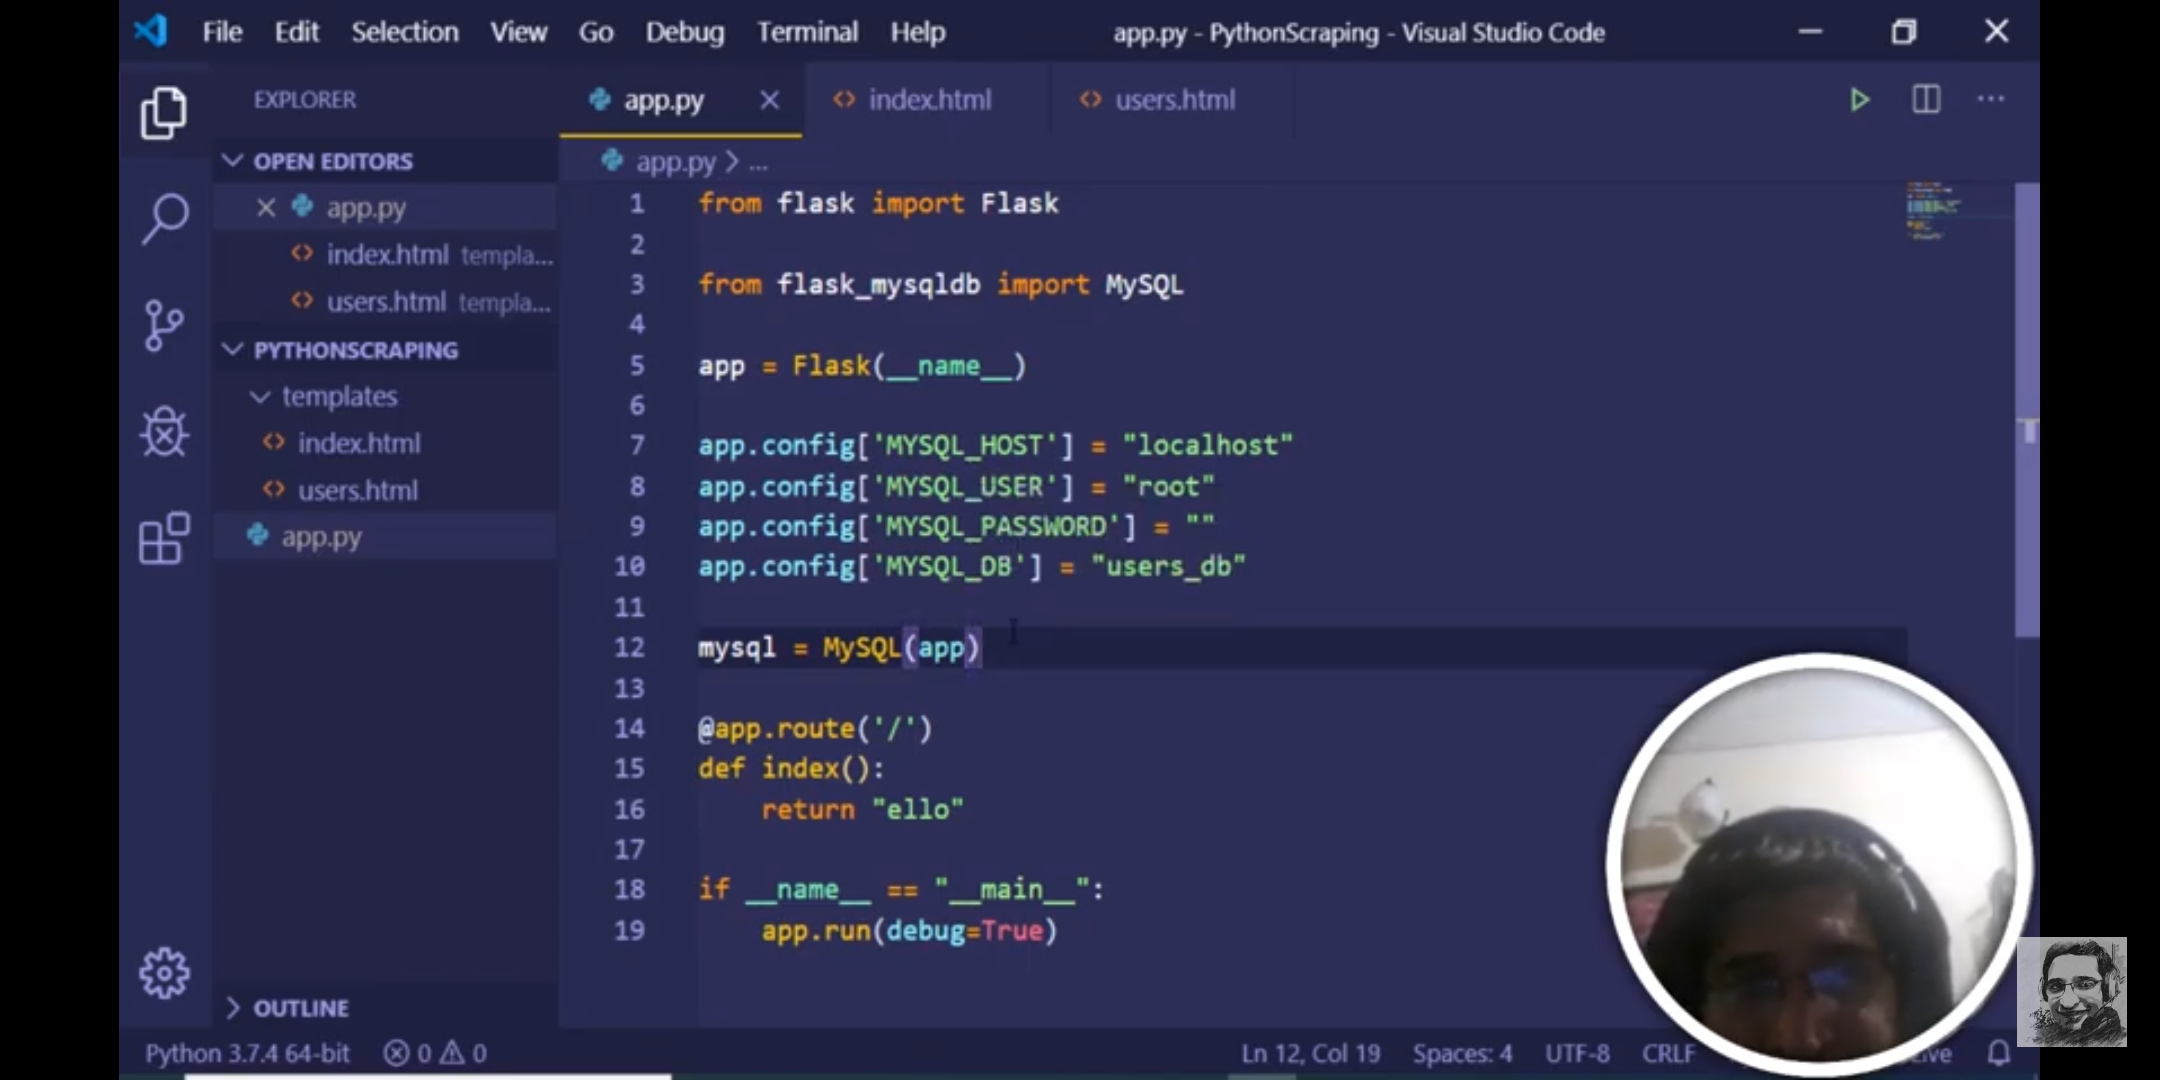 File Edit Selection View Go Debug Terminal Help
app.py - PythonScraping - Visual Studio Code
EXPLORER
app.py
index.html
users.html
OPEN EDITORS
app.py
index.html templa...
users.html templa...
PYTHONSCRAPING
templates
index.html
users.html
app.py
OUTLINE
app.py > ...
1 from flask import Flask
2
3 from flask_mysqldb import MySQL
4
5 app = Flask(__name__)
6
7 app.config['MYSQL_HOST'] = "localhost"
8 app.config['MYSQL_USER'] = "root"
9 app.config['MYSQL_PASSWORD'] = ""
10 app.config['MYSQL_DB'] = "users_db"
11
12 mysql = MySQL(app)
13
14 @app.route('/')
15 def index():
16 return "ello"
17
18 if __name__ == "__main__":
19 app.run(debug=True)
Python 3.7.4 64-bit 0 0
Ln 12, Col 19 Spaces: 4 UTF-8 CRLF